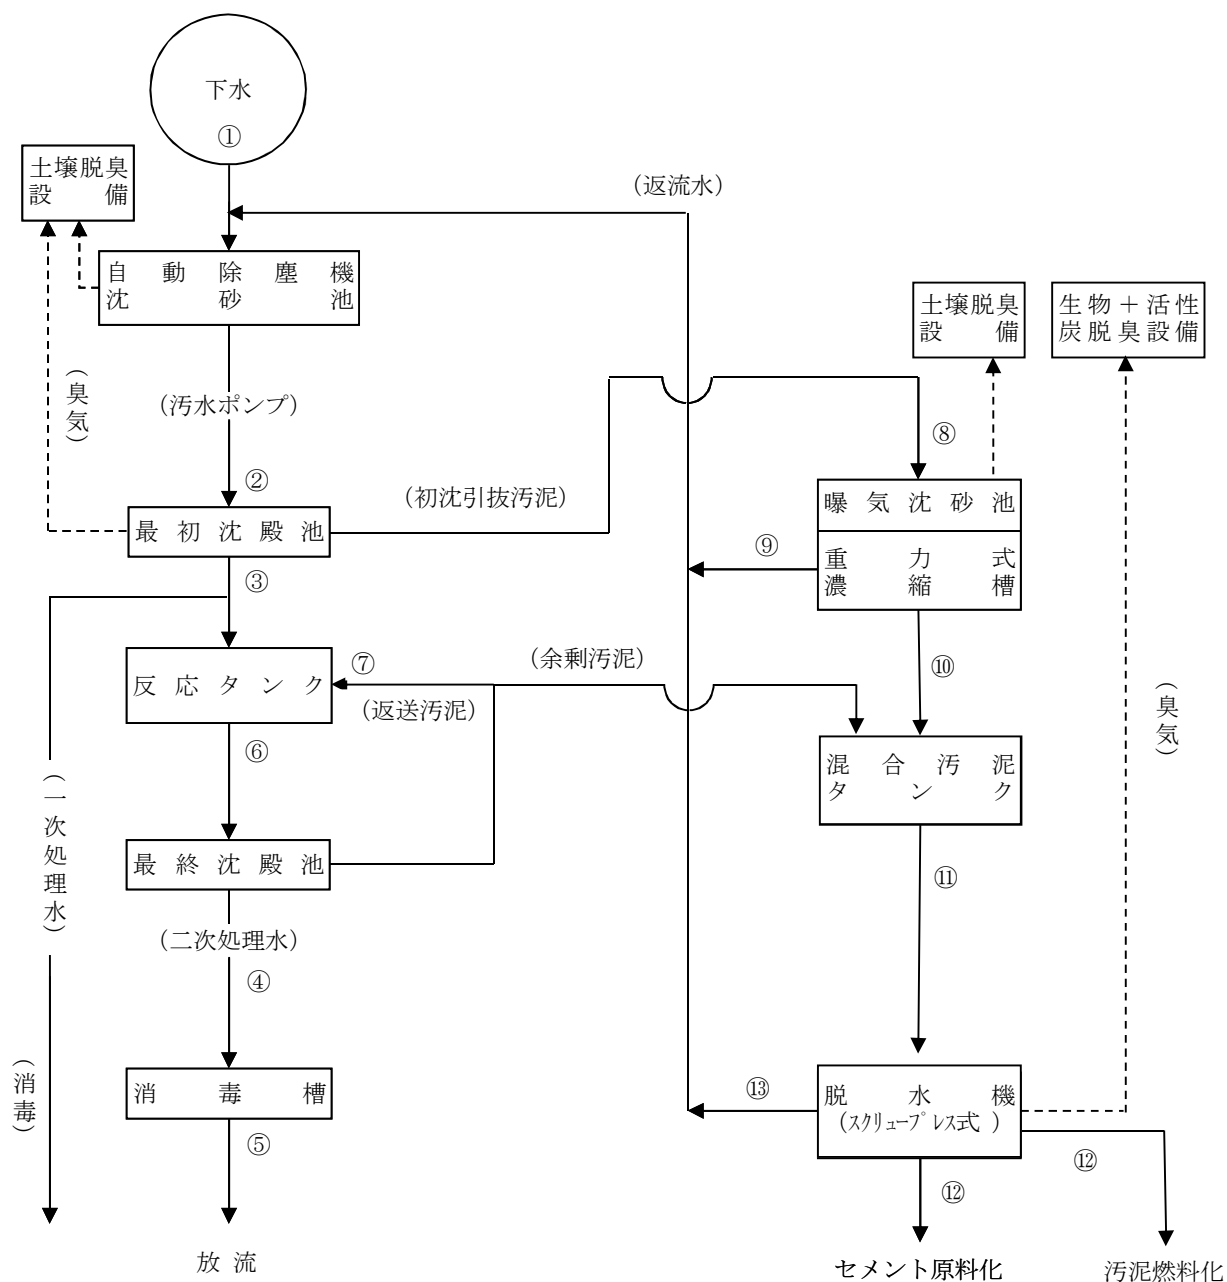 下水
①
土壌脱臭
設備
(返流水)
自動除塵機
沈砂池
土壌脱臭
設備
生物＋活性
炭脱臭設備
(臭気)
(汚水ポンプ)
⑧
②
(初沈引抜汚泥)
曝気沈砂池
最初沈殿池
⑨
重力式
濃縮槽
③
(余剰汚泥)
⑦
⑩
反応タンク
(返送汚泥)
(臭気)
⑥
混合汚泥
タンク
(一次処理水)
最終沈殿池
⑪
(二次処理水)
④
(消毒)
消毒槽
⑬
脱水機
(ｽｸﾘｭｰﾌﾟﾚｽ式)
⑤
⑫
⑫
放流
セメント原料化
汚泥燃料化